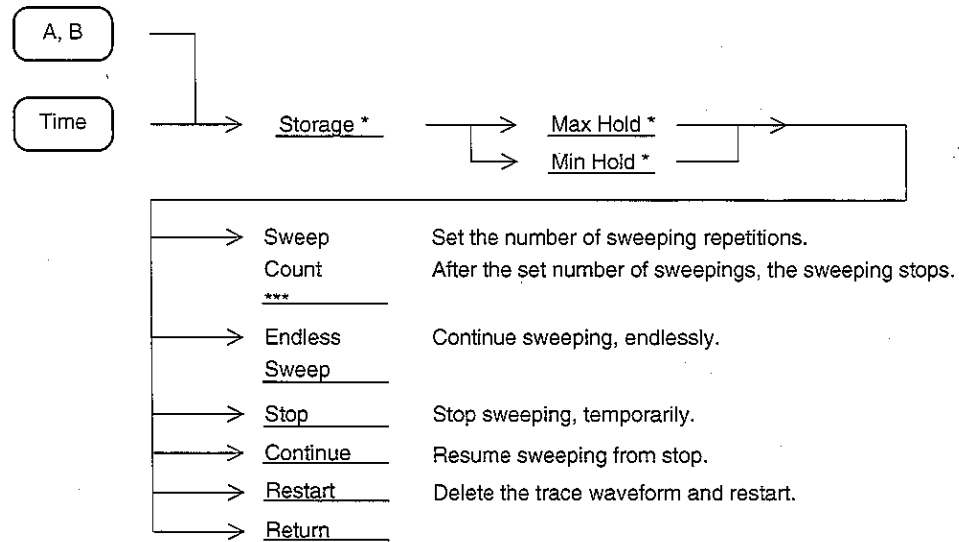 A, B
Time
Storage *
Max Hold *
Min Hold *
Sweep Set the number of sweeping repetitions.
Count After the set number of sweepings, the sweeping stops.
***
Endless Continue sweeping, endlessly.
Sweep
Stop Stop sweeping, temporarily.
Continue Resume sweeping from stop.
Restart Delete the trace waveform and restart.
Return